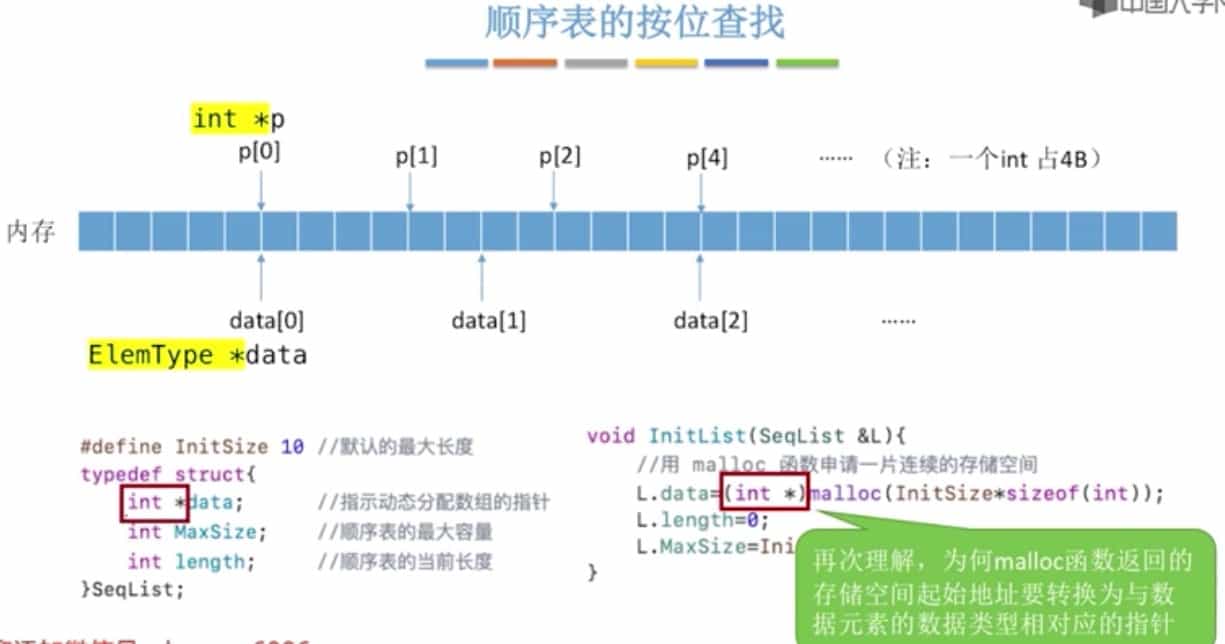 顺序表的按位查找
int *p
p[0] p[1] p[2] p[4] …… （注：一个int 占4B）
内存
data[0] data[1] data[2] ……
ElemType *data
#define InitSize 10 //默认的最大长度
typedef struct{
int *data; //指示动态分配数组的指针
int MaxSize; //顺序表的最大容量
int length; //顺序表的当前长度
}SeqList;
void InitList(SeqList &L){
//用 malloc 函数申请一片连续的存储空间
L.data=(int *)malloc(InitSize*sizeof(int));
L.length=0;
L.MaxSize=Ini
}
再次理解，为何malloc函数返回的
存储空间起始地址要转换为与数
据元素的数据类型相对应的指针